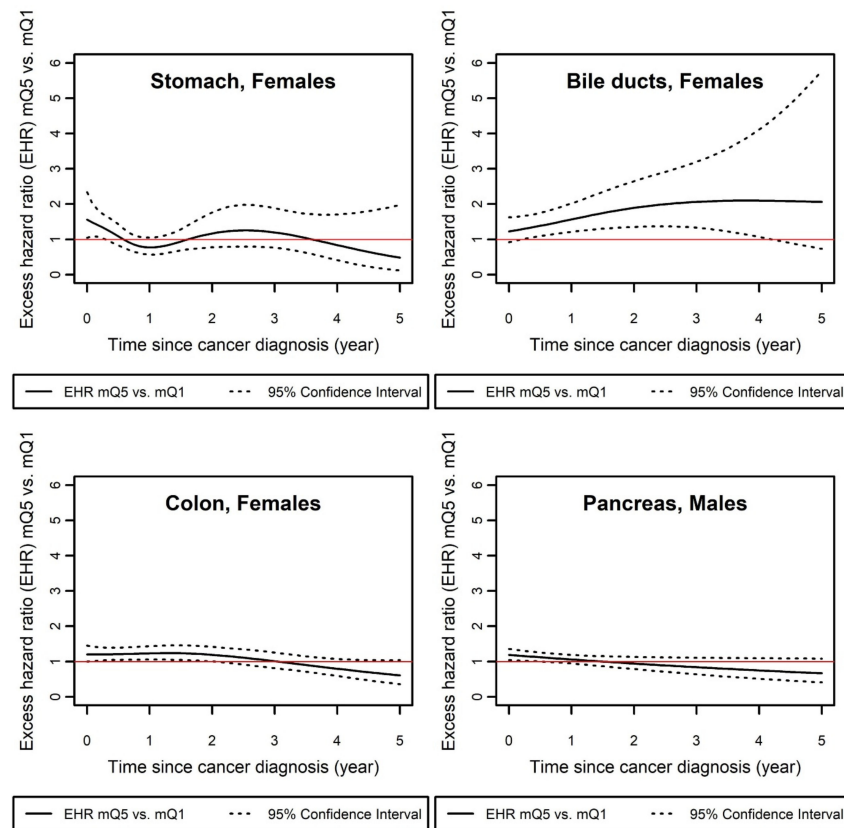 Excess hazard ratio (EHR) mQ5 vs. mQ1
6
5
4
3
2
1
0
Stomach, Females
0 1 2 3 4 5
Time since cancer diagnosis (year)
EHR mQ5 vs. mQ1 95% Confidence Interval
Excess hazard ratio (EHR) mQ5 vs. mQ1
6
5
4
3
2
1
0
Bile ducts, Females
0 1 2 3 4 5
Time since cancer diagnosis (year)
EHR mQ5 vs. mQ1 95% Confidence Interval
Excess hazard ratio (EHR) mQ5 vs. mQ1
6
5
4
3
2
1
0
Colon, Females
0 1 2 3 4 5
Time since cancer diagnosis (year)
EHR mQ5 vs. mQ1 95% Confidence Interval
Excess hazard ratio (EHR) mQ5 vs. mQ1
6
5
4
3
2
1
0
Pancreas, Males
0 1 2 3 4 5
Time since cancer diagnosis (year)
EHR mQ5 vs. mQ1 95% Confidence Interval